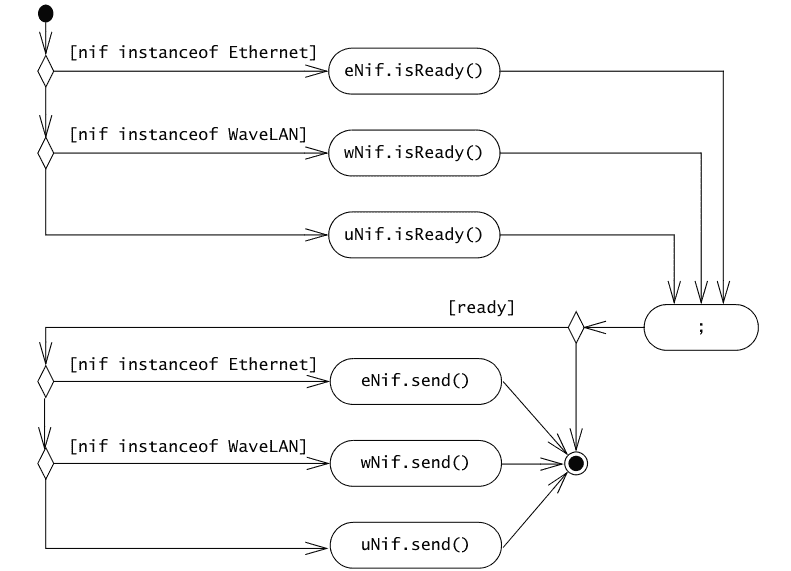 [nif instanceof Ethernet]
eNif.isReady()
[nif instanceof WaveLAN]
wNif.isReady()
uNif.isReady()
[ready]
;
[nif instanceof Ethernet]
eNif.send()
[nif instanceof WaveLAN]
wNif.send()
uNif.send()